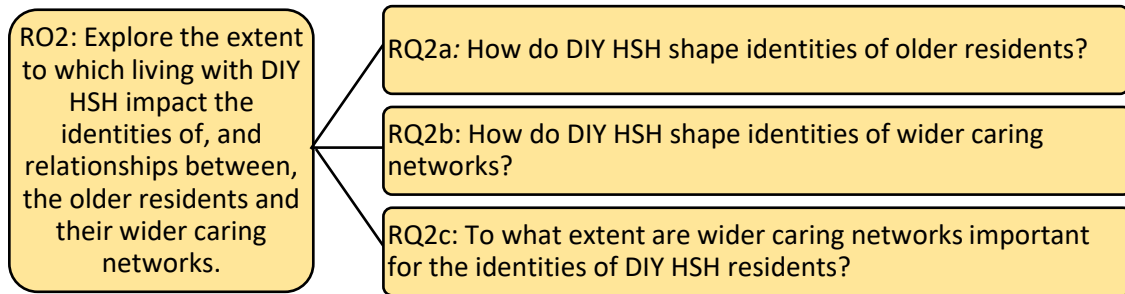 RO2: Explore the extent
to which living with DIY
HSH impact the
identities of, and
relationships between,
the older residents and
their wider caring
networks.
RQ2a: How do DIY HSH shape identities of older residents?
RQ2b: How do DIY HSH shape identities of wider caring
networks?
RQ2c: To what extent are wider caring networks important
for the identities of DIY HSH residents?